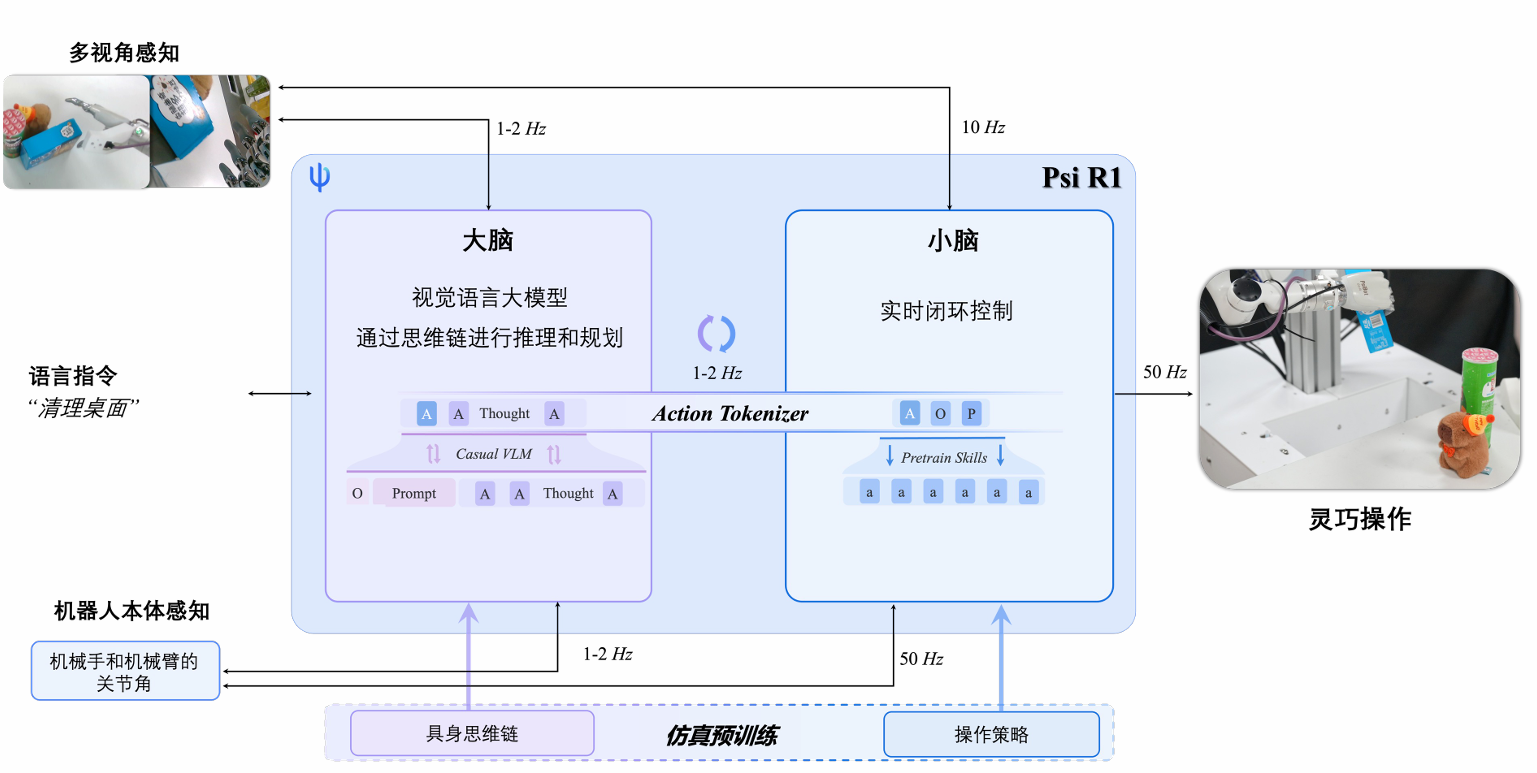 多视角感知
1-2 Hz
10 Hz
Psi R1
大脑
视觉语言大模型
通过思维链进行推理和规划
小脑
实时闭环控制
1-2 Hz
50 Hz
语言指令
“清理桌面”
A A Thought A
Action Tokenizer
A O P
Casual VLM
Pretrain Skills
O Prompt A A Thought A
a a a a a a
灵巧操作
机器人本体感知
机械手和机械臂的
关节角
1-2 Hz
50 Hz
具身思维链
仿真预训练
操作策略